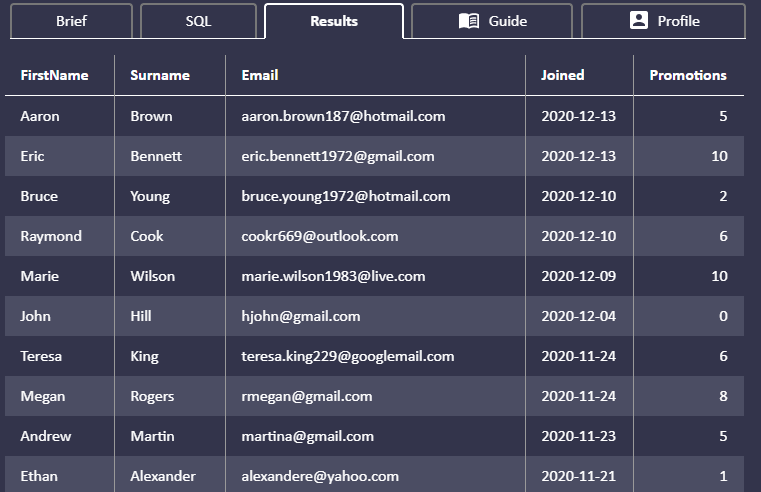 Brief SQL Results Guide Profile
FirstName Surname Email Joined Promotions
Aaron Brown aaron.brown187@hotmail.com 2020-12-13 5
Eric Bennett eric.bennett1972@gmail.com 2020-12-13 10
Bruce Young bruce.young1972@hotmail.com 2020-12-10 2
Raymond Cook cookr669@outlook.com 2020-12-10 6
Marie Wilson marie.wilson1983@live.com 2020-12-09 10
John Hill hjohn@gmail.com 2020-12-04 0
Teresa King teresa.king229@googlemail.com 2020-11-24 6
Megan Rogers rmegan@gmail.com 2020-11-24 8
Andrew Martin martina@gmail.com 2020-11-23 5
Ethan Alexander alexandere@yahoo.com 2020-11-21 1